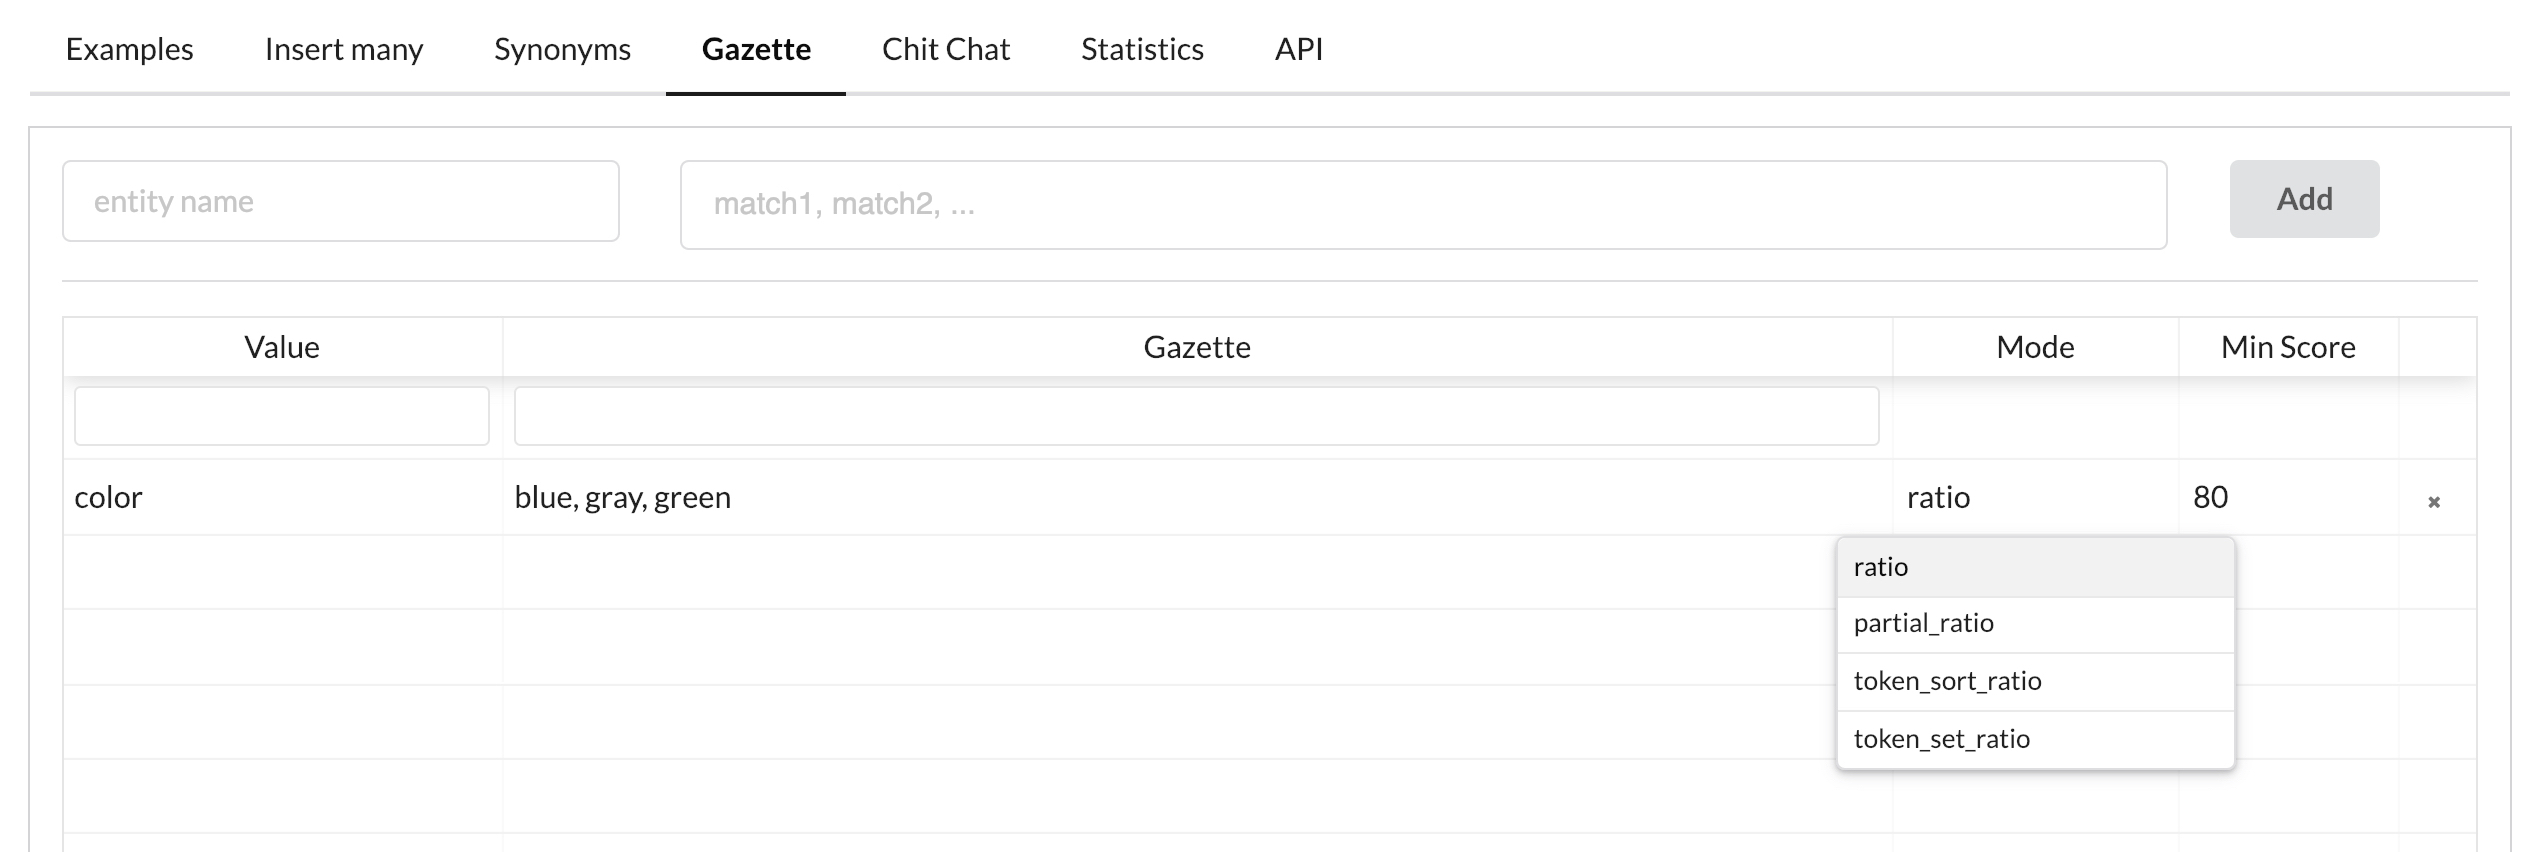 Examples Insert many Synonyms Gazette Chit Chat Statistics API
entity name match1, match2, ... Add
Value Gazette Mode Min Score
color blue, gray, green ratio 80 ×
ratio
partial_ratio
token_sort_ratio
token_set_ratio